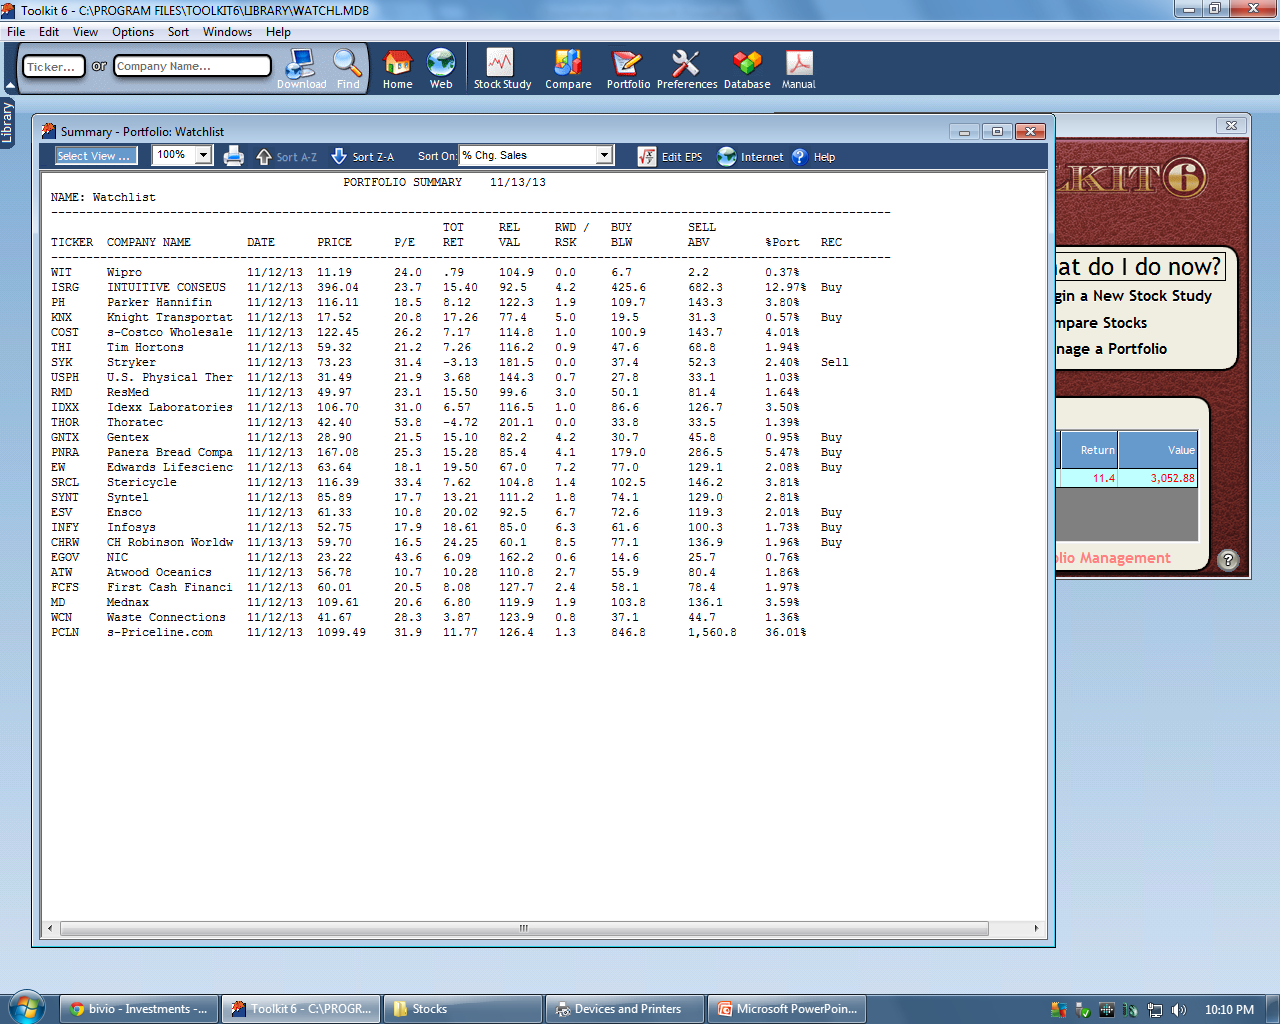 Toolkit 6 - C:\PROGRAM FILES\TOOLKIT6\LIBRARY\WATCHL.MDB
File Edit View Options Sort Windows Help
Ticker... or Company Name... Download Find Home Web Stock Study Compare Portfolio Preferences Database Manual
Library
Summary - Portfolio: Watchlist
Select View ... 100% Sort A-Z Sort Z-A Sort On: % Chg. Sales Edit EPS Internet Help
PORTFOLIO SUMMARY 11/13/13
NAME: Watchlist
TOT REL RWD / BUY SELL
TICKER COMPANY NAME DATE PRICE P/E RET VAL RSK BLW ABV %Port REC
WIT Wipro 11/12/13 11.19 24.0 .79 104.9 0.0 6.7 2.2 0.37%
ISRG INTUITIVE CONSEUS 11/12/13 396.04 23.7 15.40 92.5 4.2 425.6 682.3 12.97% Buy
PH Parker Hannifin 11/12/13 116.11 18.5 8.12 122.3 1.9 109.7 143.3 3.80%
KNX Knight Transportat 11/12/13 17.52 20.8 17.26 77.4 5.0 19.5 31.3 0.57% Buy
COST s-Costco Wholesale 11/12/13 122.45 26.2 7.17 114.8 1.0 100.9 143.7 4.01%
THI Tim Hortons 11/12/13 59.32 21.2 7.26 116.2 0.9 47.6 68.8 1.94%
SYK Stryker 11/12/13 73.23 31.4 -3.13 181.5 0.0 37.4 52.3 2.40% Sell
USPH U.S. Physical Ther 11/12/13 31.49 21.9 3.68 144.3 0.7 27.8 33.1 1.03%
RMD ResMed 11/12/13 49.97 23.1 15.50 99.6 3.0 50.1 81.4 1.64%
IDXX Idexx Laboratories 11/12/13 106.70 31.0 6.57 116.5 1.0 86.6 126.7 3.50%
THOR Thoratec 11/12/13 42.40 53.8 -4.72 201.1 0.0 33.8 33.5 1.39%
GNTX Gentex 11/12/13 28.90 21.5 15.10 82.2 4.2 30.7 45.8 0.95% Buy
PNRA Panera Bread Compa 11/12/13 167.08 25.3 15.28 85.4 4.1 179.0 286.5 5.47% Buy
EW Edwards Lifescienc 11/12/13 63.64 18.1 19.50 67.0 7.2 77.0 129.1 2.08% Buy
SRCL Stericycle 11/12/13 116.39 33.4 7.62 104.8 1.4 102.5 146.2 3.81%
SYNT Syntel 11/12/13 85.89 17.7 13.21 111.2 1.8 74.1 129.0 2.81%
ESV Ensco 11/12/13 61.33 10.8 20.02 92.5 6.7 72.6 119.3 2.01% Buy
INFY Infosys 11/12/13 52.75 17.9 18.61 85.0 6.3 61.6 100.3 1.73% Buy
CHRW CH Robinson Worldw 11/13/13 59.70 16.5 24.25 60.1 8.5 77.1 136.9 1.96% Buy
EGOV NIC 11/12/13 23.22 43.6 6.09 162.2 0.6 14.6 25.7 0.76%
ATW Atwood Oceanics 11/12/13 56.78 10.7 10.28 110.8 2.7 55.9 80.4 1.86%
FCFS First Cash Financi 11/12/13 60.01 20.5 8.08 127.7 2.4 58.1 78.4 1.97%
MD Mednax 11/12/13 109.61 20.6 6.80 119.9 1.9 103.8 136.1 3.59%
WCN Waste Connections 11/12/13 41.67 28.3 3.87 123.9 0.8 37.1 44.7 1.36%
PCLN s-Priceline.com 11/12/13 1099.49 31.9 11.77 126.4 1.3 846.8 1,560.8 36.01%
LKIT 6
at do I do now?
gin a New Stock Study
mpare Stocks
nage a Portfolio
Return Value
11.4 3,052.88
lio Management
?
bivio - Investments -... Toolkit 6 - C:\PROGR... Stocks Devices and Printers Microsoft PowerPoin... 10:10 PM